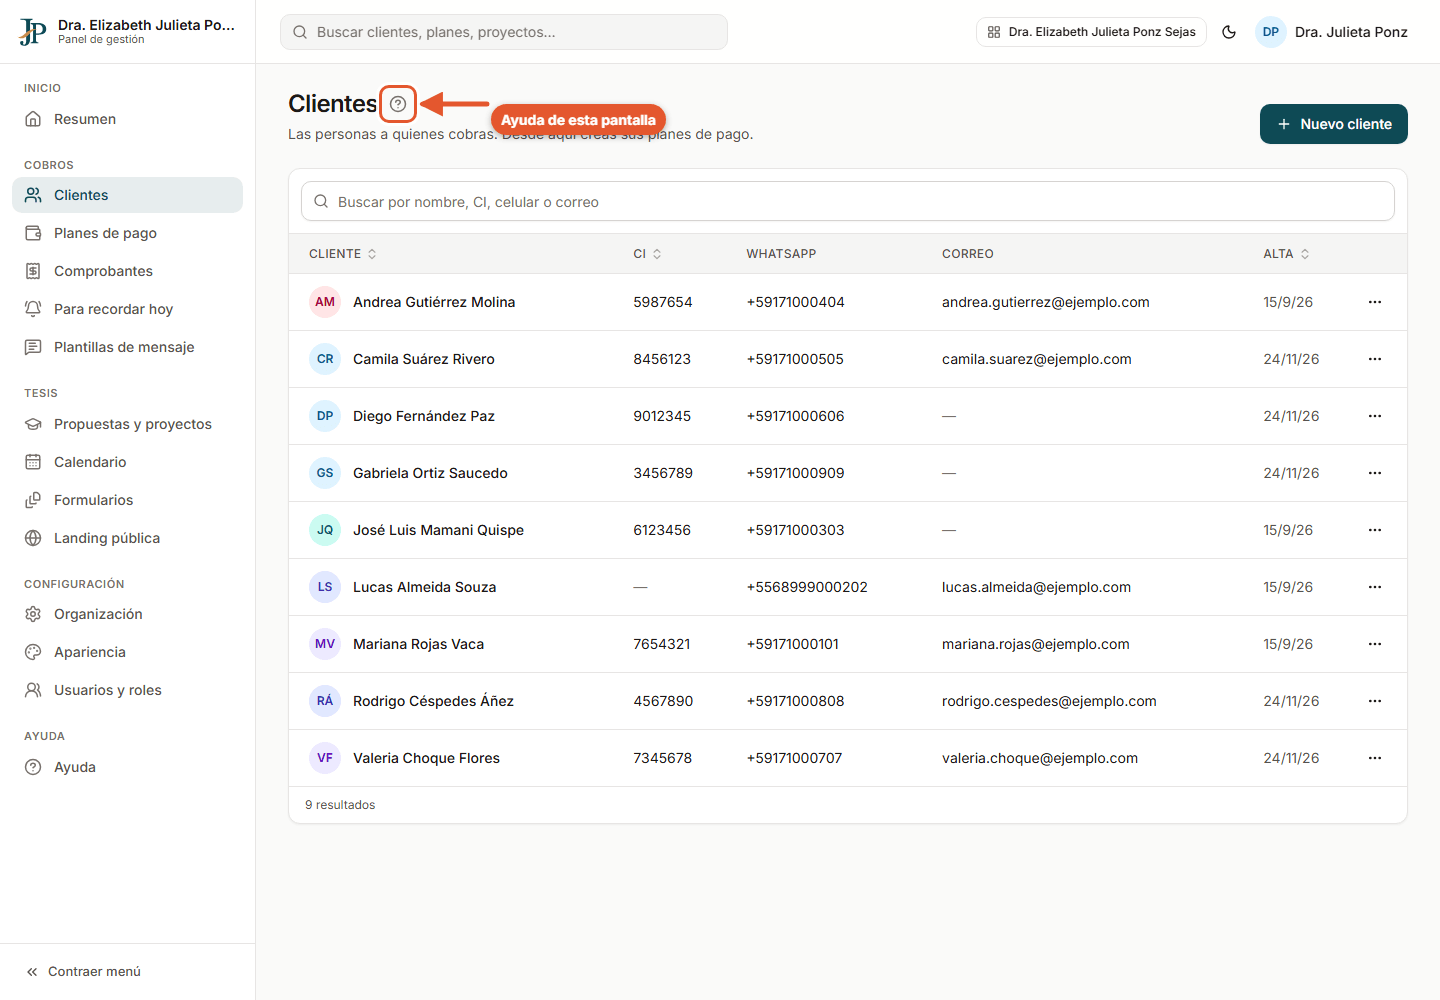 JP
Dra. Elizabeth Julieta Po...
Panel de gestión
Buscar clientes, planes, proyectos...
Dra. Elizabeth Julieta Ponz Sejas
DP
Dra. Julieta Ponz
INICIO
Resumen
COBROS
Clientes
Planes de pago
Comprobantes
Para recordar hoy
Plantillas de mensaje
TESIS
Propuestas y proyectos
Calendario
Formularios
Landing pública
CONFIGURACIÓN
Organización
Apariencia
Usuarios y roles
AYUDA
Ayuda
Contraer menú
Clientes
Ayuda de esta pantalla
Las personas a quienes cobras. Desde aquí creas sus planes de pago.
Nuevo cliente
Buscar por nombre, CI, celular o correo
CLIENTE CI WHATSAPP CORREO ALTA
AM Andrea Gutiérrez Molina 5987654 +59171000404 andrea.gutierrez@ejemplo.com 15/9/26
CR Camila Suárez Rivero 8456123 +59171000505 camila.suarez@ejemplo.com 24/11/26
DP Diego Fernández Paz 9012345 +59171000606 — 24/11/26
GS Gabriela Ortiz Saucedo 3456789 +59171000909 — 24/11/26
JQ José Luis Mamani Quispe 6123456 +59171000303 — 15/9/26
LS Lucas Almeida Souza — +5568999000202 lucas.almeida@ejemplo.com 15/9/26
MV Mariana Rojas Vaca 7654321 +59171000101 mariana.rojas@ejemplo.com 15/9/26
RÁ Rodrigo Céspedes Áñez 4567890 +59171000808 rodrigo.cespedes@ejemplo.com 24/11/26
VF Valeria Choque Flores 7345678 +59171000707 valeria.choque@ejemplo.com 24/11/26
9 resultados